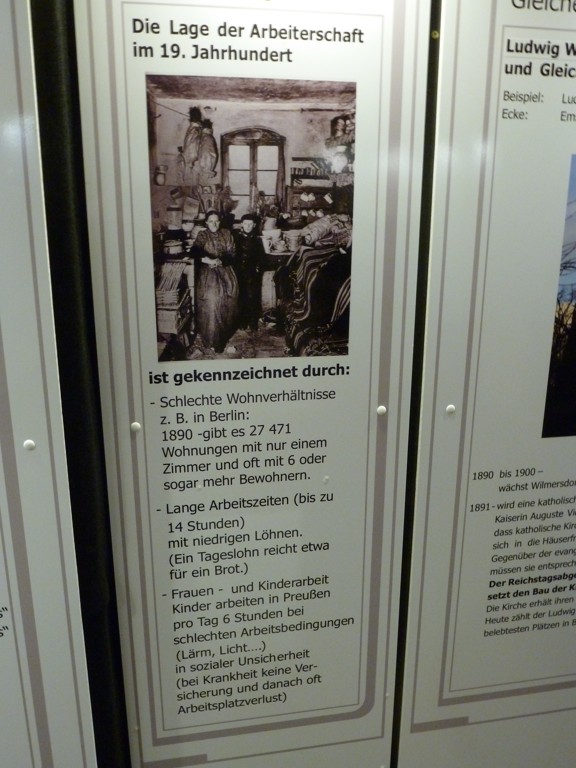 Die Lage der Arbeiterschaft
im 19. Jahrhundert
ist gekennzeichnet durch:
- Schlechte Wohnverhältnisse
z. B. in Berlin:
1890 -gibt es 27 471
Wohnungen mit nur einem
Zimmer und oft mit 6 oder
sogar mehr Bewohnern.
- Lange Arbeitszeiten (bis zu
14 Stunden)
mit niedrigen Löhnen.
(Ein Tageslohn reicht etwa
für ein Brot.)
- Frauen - und Kinderarbeit
Kinder arbeiten in Preußen
pro Tag 6 Stunden bei
schlechten Arbeitsbedingungen
(Lärm, Licht....)
in sozialer Unsicherheit
(bei Krankheit keine Ver-
sicherung und danach oft
Arbeitsplatzverlust)
Gleiche
Ludwig W
und Gleic
Beispiel: Luc
Ecke: Em
1890 bis 1900 –
wächst Wilmersdo
1891 - wird eine katholisc
Kaiserin Auguste Vi
dass katholische Ki
sich in die Häuserf
Gegenüber der evang
müssen sie entsprech
Der Reichstagsabge
setzt den Bau der K
Die Kirche erhält ihren
Heute zählt der Ludwig
belebtesten Plätzen in B